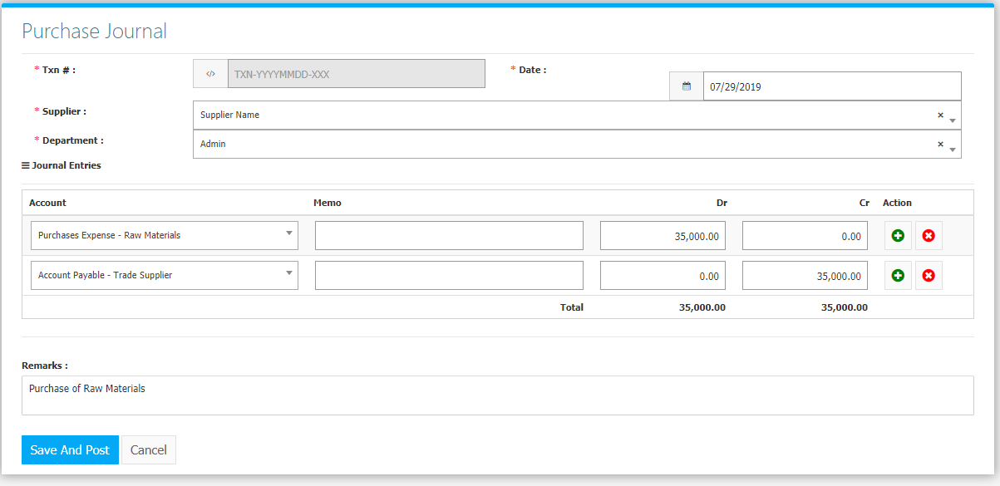 Purchase Journal
* Txn # : </> TXN-YYYYMMDD-XXX * Date : 07/29/2019
* Supplier : Supplier Name ×
* Department : Admin ×
Journal Entries
Account Memo Dr Cr Action
Purchases Expense - Raw Materials 35,000.00 0.00
Account Payable - Trade Supplier 0.00 35,000.00
Total 35,000.00 35,000.00
Remarks :
Purchase of Raw Materials
Save And Post Cancel